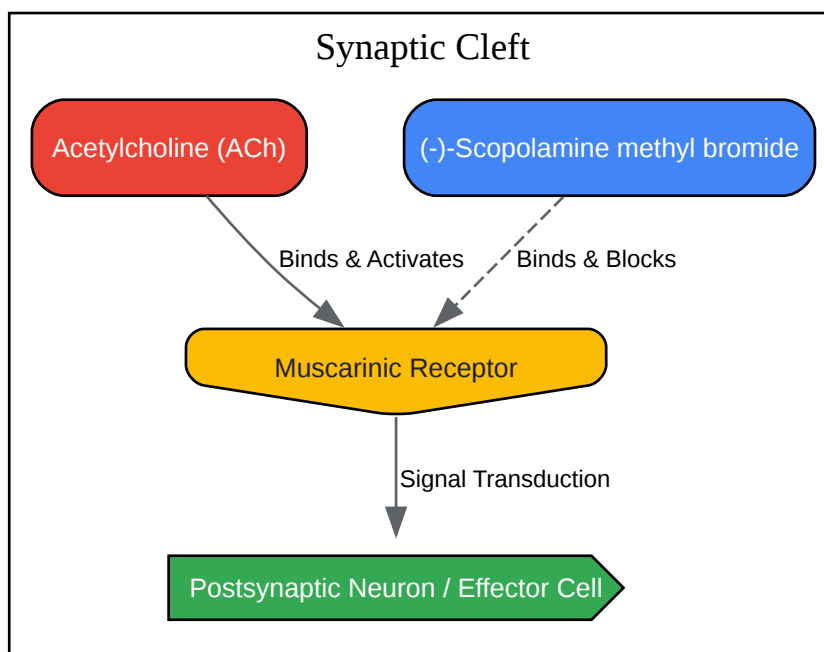 Synaptic Cleft
Acetylcholine (ACh)
(-)-Scopolamine methyl bromide
Binds & Activates
Binds & Blocks
Muscarinic Receptor
Signal Transduction
Postsynaptic Neuron / Effector Cell